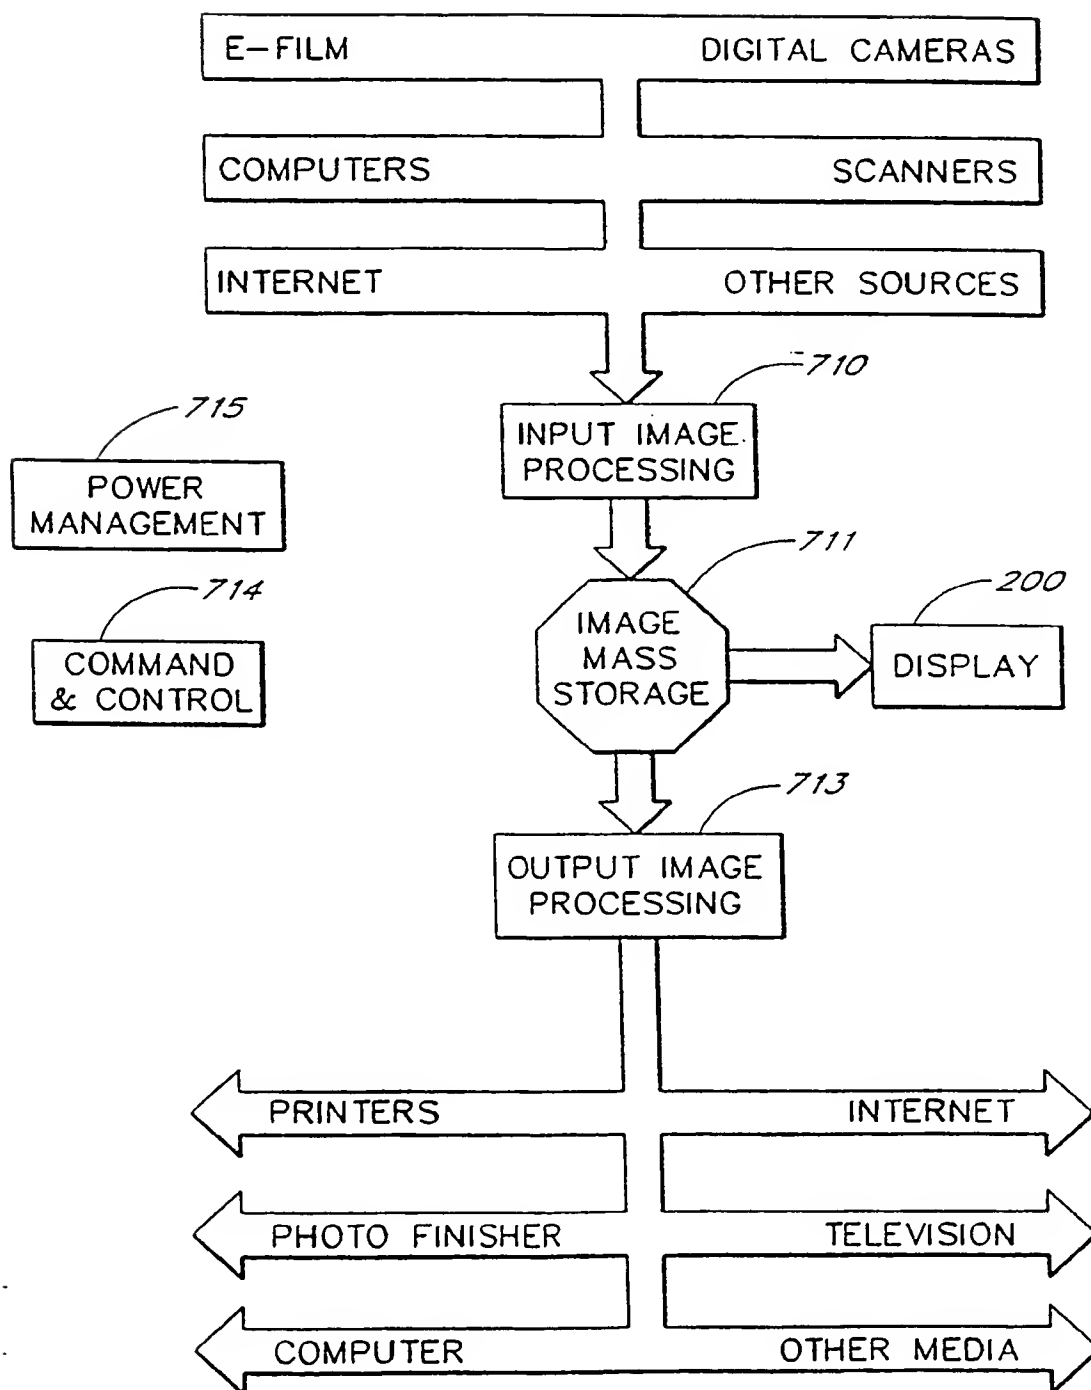 E-FILM DIGITAL CAMERAS
COMPUTERS SCANNERS
INTERNET OTHER SOURCES
710
INPUT IMAGE
PROCESSING
715
POWER
MANAGEMENT
711
IMAGE
MASS
STORAGE
200
DISPLAY
714
COMMAND
& CONTROL
713
OUTPUT IMAGE
PROCESSING
PRINTERS INTERNET
PHOTO FINISHER TELEVISION
COMPUTER OTHER MEDIA